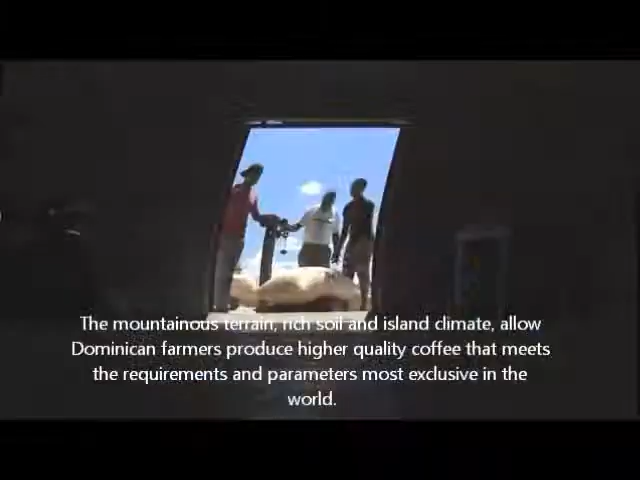 The mountainous terrain, rich soil and island climate, allow
Dominican farmers produce higher quality coffee that meets
the requirements and parameters most exclusive in the
world.